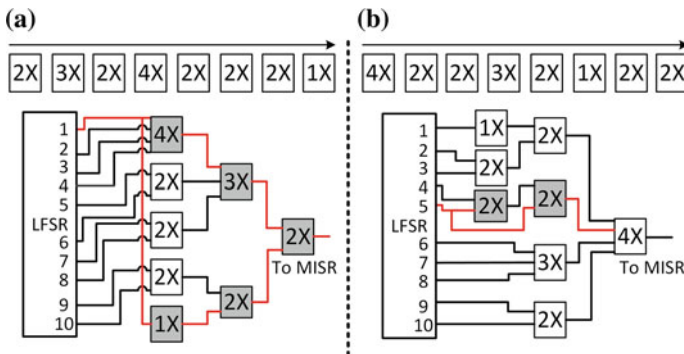 (a)
(b)
2X 3X 2X 4X 2X 2X 2X 1X
4X 2X 2X 3X 2X 1X 2X 2X
1
2
3
4
5
LFSR
6
7
8
9
10
4X
2X
2X
2X
1X
3X
2X
2X
To MISR
1
2
3
4
5
LFSR
6
7
8
9
10
1X
2X
2X
3X
2X
2X
2X
4X
To MISR